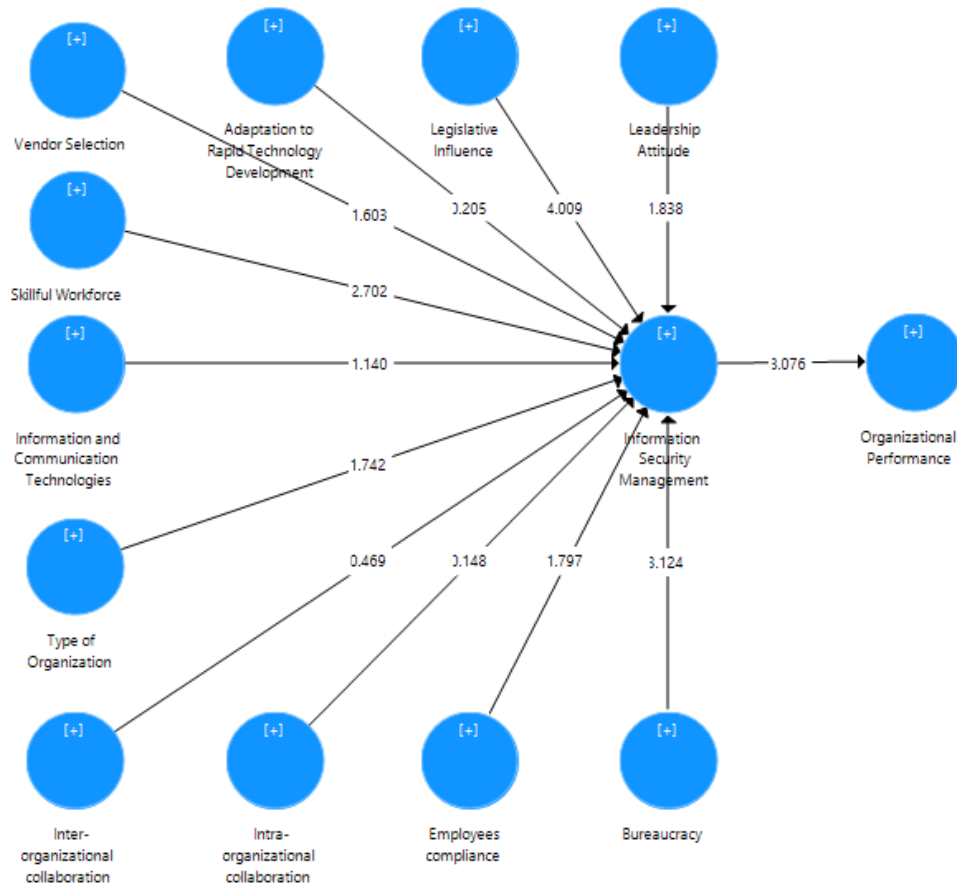 [+]
[+]
[+]
[+]
Vendor Selection
Adaptation to
Rapid Technology
Development
Legislative
Influence
Leadership
Attitude
[+]
1.603
0.205
4.009
1.838
Skillful Workforce
2.702
[+]
1.140
[+]
3.076
[+]
Information and
Communication
Technologies
Information
Security
Management
Organizational
Performance
1.742
[+]
0.469
0.148
1.797
3.124
Type of
Organization
[+]
[+]
[+]
[+]
Inter-
organizational
collaboration
Intra-
organizational
collaboration
Employees
compliance
Bureaucracy